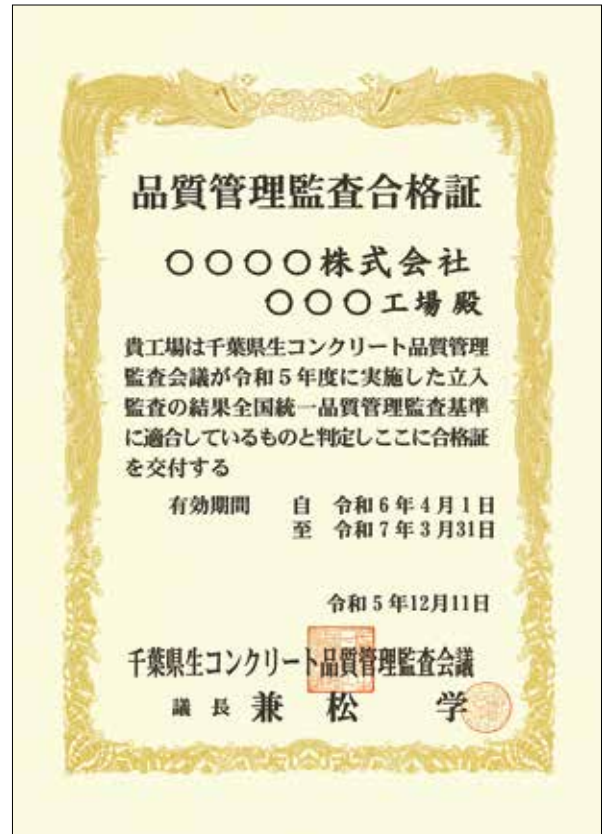 品質管理監査合格証
〇〇〇〇株式会社
〇〇〇工場殿
貴工場は千葉県生コンクリート品質管理
監査会議が令和5年度に実施した立入
監査の結果全国統一品質管理監査基準
に適合しているものと判定しここに合格証
を交付する
有効期間 自 令和6年4月1日
至 令和7年3月31日
令和5年12月11日
千葉県生コンクリート品質管理監査会議
議長 兼松 学